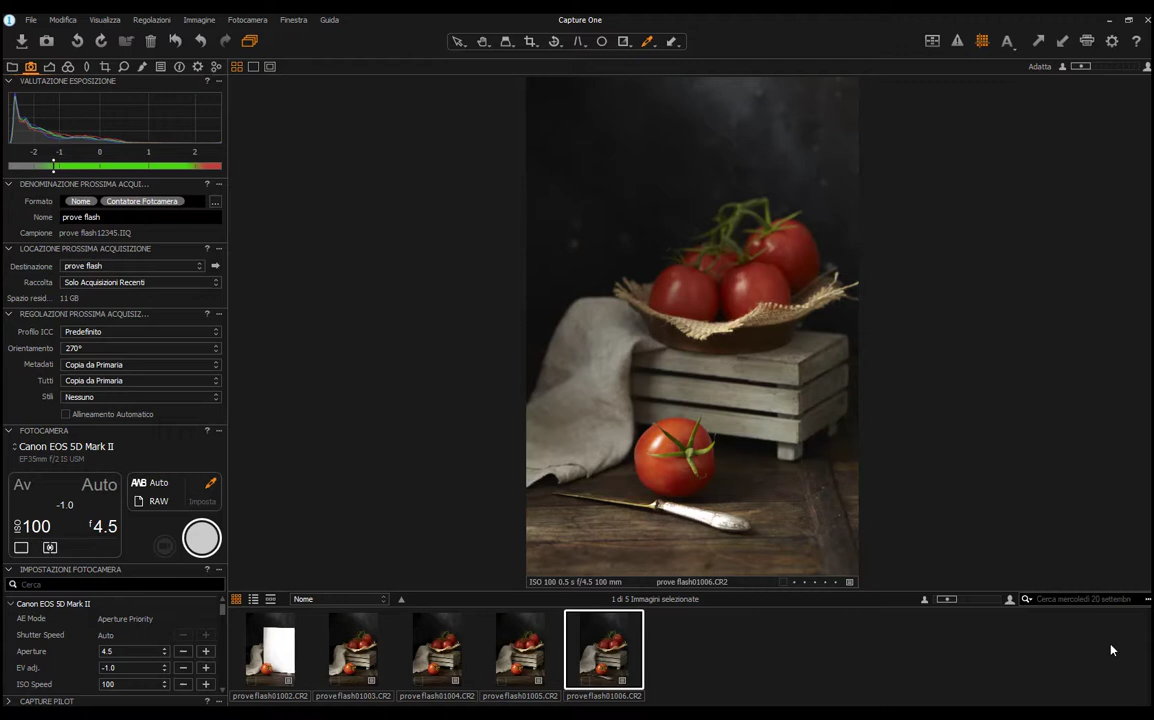 File Modifica Visualizza Regolazioni Immagine Fotocamera Finestra Guida
Capture One
Adatta
VALUTAZIONE ESPOSIZIONE
-2 -1 0 1 2
DENOMINAZIONE PROSSIMA ACQUI...
Formato Nome Contatore Fotcamera ...
Nome prove flash
Campione prove flash12345.IIQ
LOCAZIONE PROSSIMA ACQUISIZIONE
Destinazione prove flash
Raccolta Solo Acquisizioni Recenti
Spazio resid... 11 GB
REGOLAZIONI PROSSIMA ACQUISIZ...
Profilo ICC Predefinito
Orientamento 270°
Metadati Copia da Primaria
Tutti Copia da Primaria
Stili Nessuno
Allineamento Automatico
FOTOCAMERA
Canon EOS 5D Mark II
EF35mm f/2 IS USM
Av Auto
-1.0
ISO 100 f 4.5
AWB Auto
RAW Imposta
IMPOSTAZIONI FOTOCAMERA
Cerca
Canon EOS 5D Mark II
AE Mode Aperture Priority
Shutter Speed Auto
Aperture 4.5
EV adj. -1.0
ISO Speed 100
CAPTURE PILOT
ISO 100 0.5 s f/4.5 100 mm prove flash01006.CR2
Nome
1 di 5 Immagini selezionate
Cerca mercoledì 20 settembre
prove flash01002.CR2 prove flash01003.CR2 prove flash01004.CR2 prove flash01005.CR2 prove flash01006.CR2